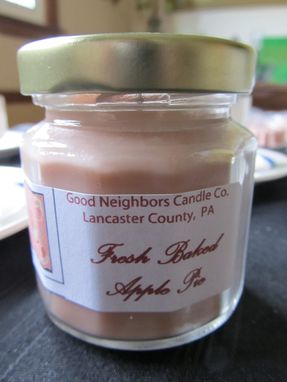 Good Neighbors Candle Co.
Lancaster County, PA
Fresh Baked
Apple Pie